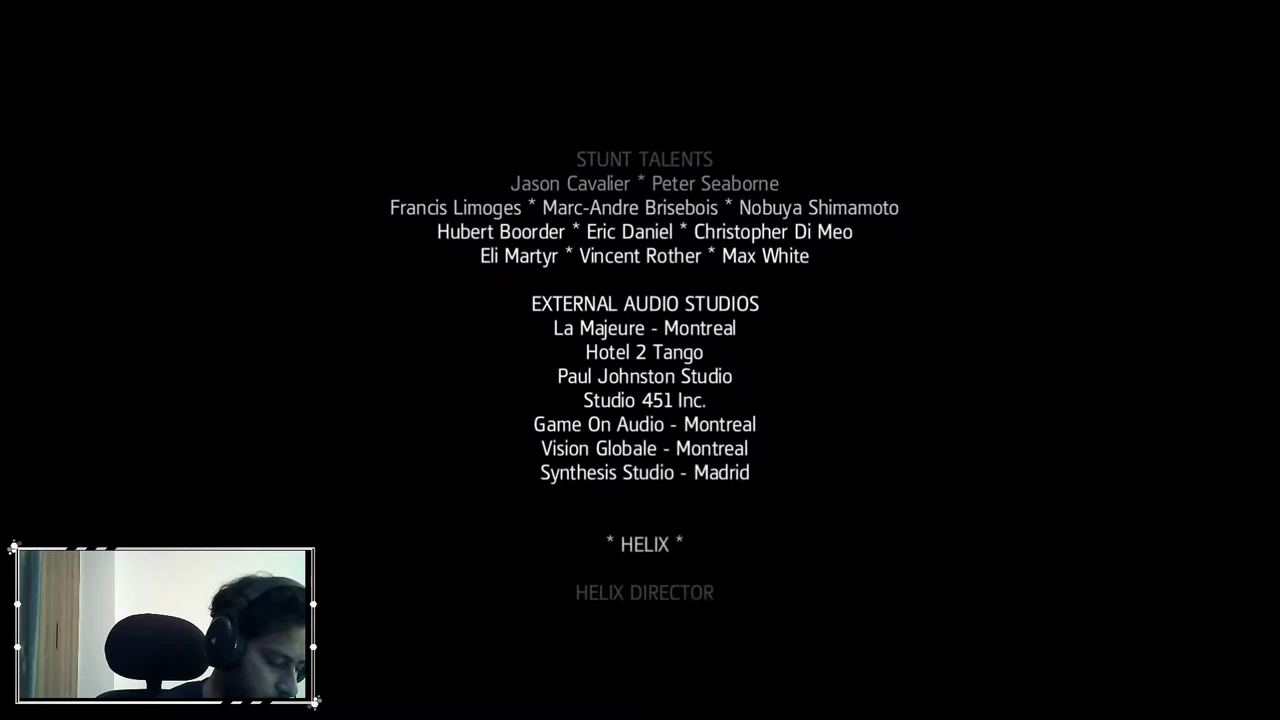 STUNT TALENTS
Jason Cavalier * Peter Seaborne
Francis Limoges * Marc-Andre Brisebois * Nobuya Shimamoto
Hubert Boorder * Eric Daniel * Christopher Di Meo
Eli Martyr * Vincent Rother * Max White
EXTERNAL AUDIO STUDIOS
La Majeure - Montreal
Hotel 2 Tango
Paul Johnston Studio
Studio 451 Inc.
Game On Audio - Montreal
Vision Globale - Montreal
Synthesis Studio - Madrid
* HELIX *
HELIX DIRECTOR